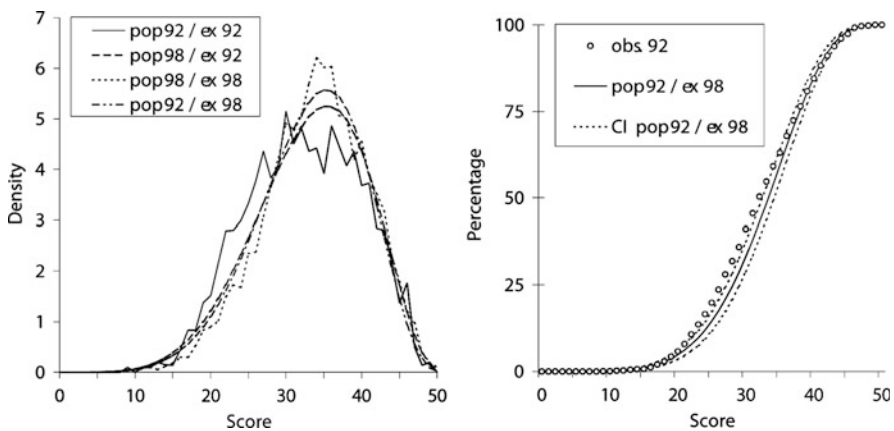 7
6
5
4
3
2
1
0
Density
pop92 / ex 92
pop98 / ex 92
pop98 / ex 98
pop92 / ex 98
0 10 20 30 40 50
Score
100
75
50
25
0
Percentage
obs. 92
pop92 / ex 98
CI pop92 / ex 98
0 10 20 30 40 50
Score